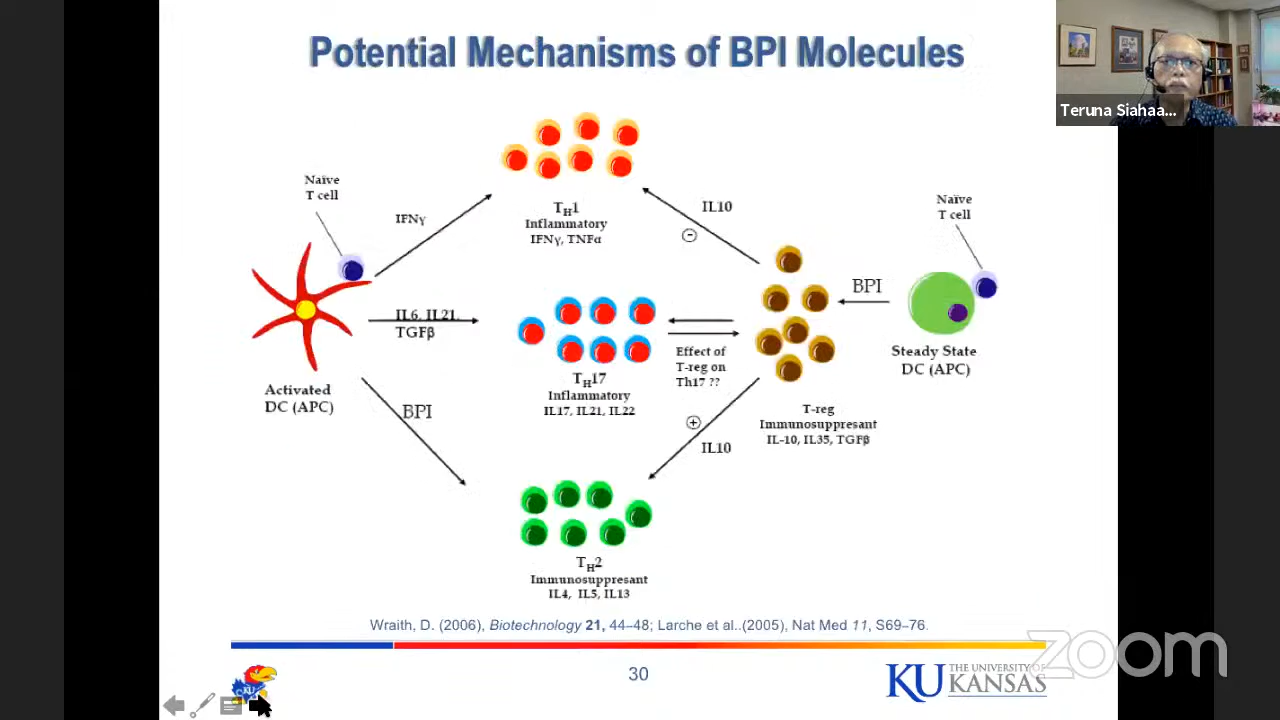 Potential Mechanisms of BPI Molecules
Teruna Siahaa...
Naïve
T cell
IFNγ
TH1
Inflammatory
IFNγ, TNFα
IL10
Naïve
T cell
BPI
IL6, IL21,
TGFβ
Effect of
T-reg on
Th17 ??
Steady State
DC (APC)
TH17
Inflammatory
IL17, IL21, IL22
Activated
DC (APC)
BPI
T-reg
Immunosuppresant
IL-10, IL35, TGFβ
IL10
TH2
Immunosuppresant
IL4, IL5, IL13
Wraith, D. (2006), Biotechnology 21, 44–48; Larche et al..(2005), Nat Med 11, S69–76.
zoom
30
KU
KU THE UNIVERSITY OF
KANSAS